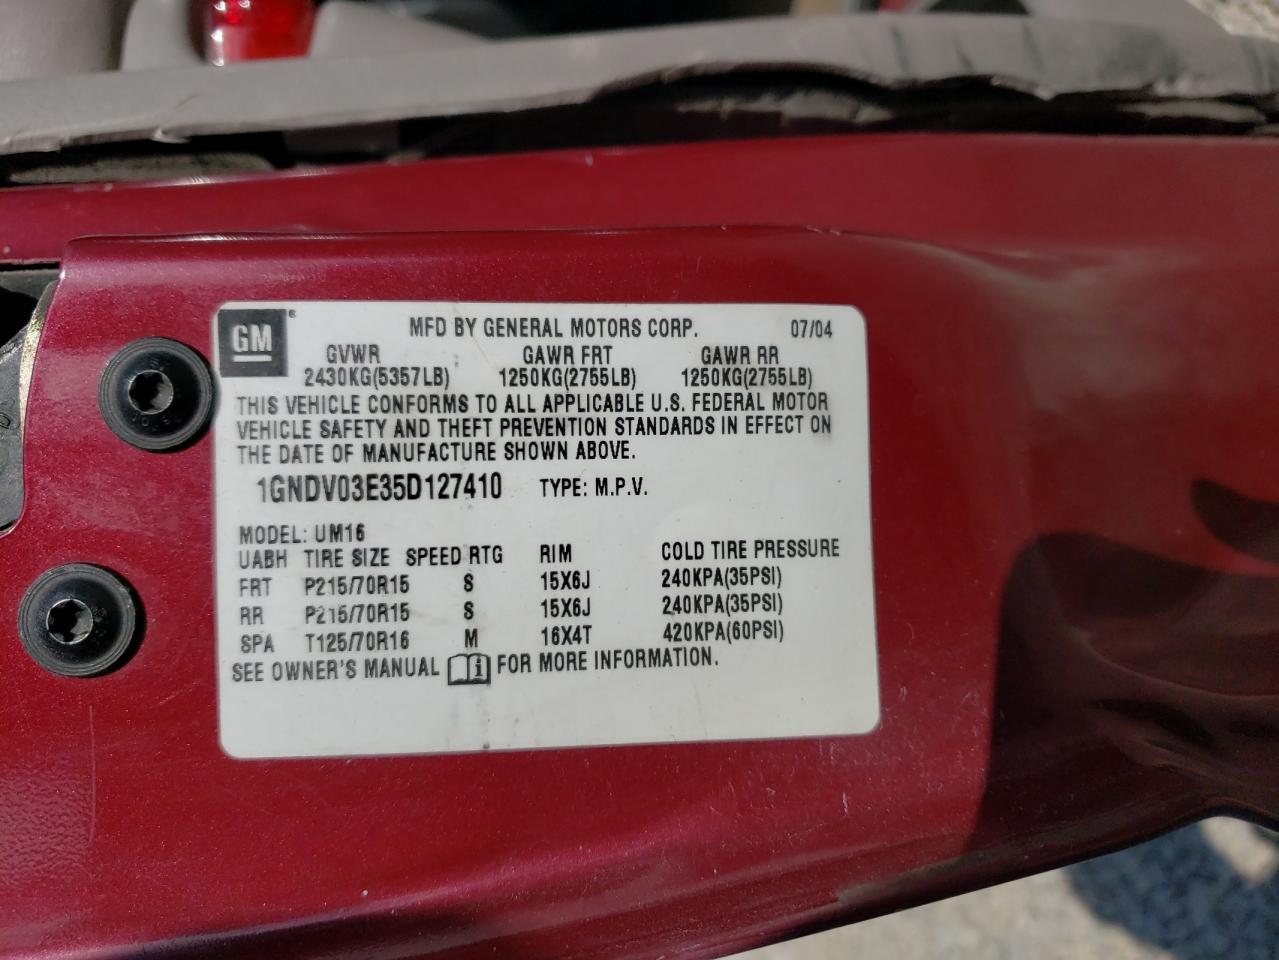 GM ® MFD BY GENERAL MOTORS CORP. 07/04
GVWR GAWR FRT GAWR RR
2430KG(5357LB) 1250KG(2755LB) 1250KG(2755LB)
THIS VEHICLE CONFORMS TO ALL APPLICABLE U.S. FEDERAL MOTOR
VEHICLE SAFETY AND THEFT PREVENTION STANDARDS IN EFFECT ON
THE DATE OF MANUFACTURE SHOWN ABOVE.
1GNDV03E35D127410 TYPE: M.P.V.
MODEL: UM16
UABH TIRE SIZE SPEED RTG RIM COLD TIRE PRESSURE
FRT P215/70R15 S 15X6J 240KPA(35PSI)
RR P215/70R15 S 15X6J 240KPA(35PSI)
SPA T125/70R16 M 16X4T 420KPA(60PSI)
SEE OWNER'S MANUAL i FOR MORE INFORMATION.